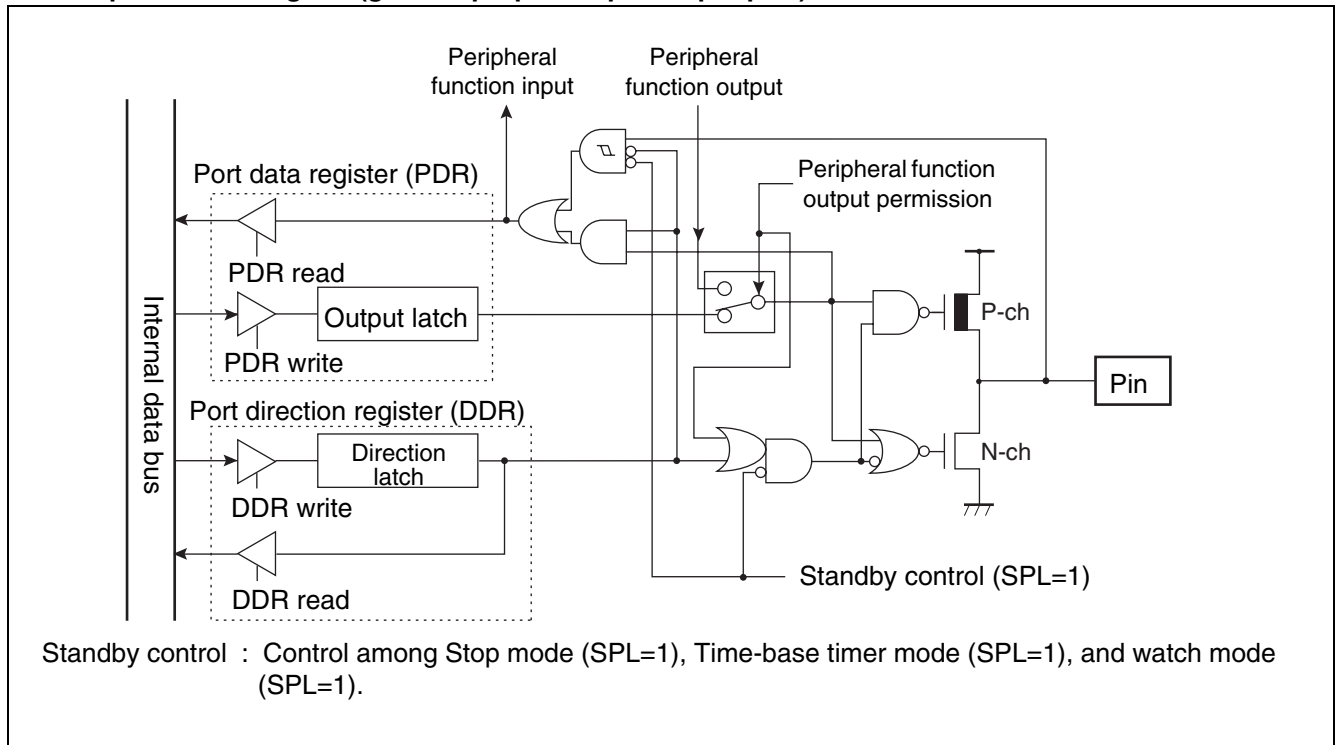 Peripheral
function input
Peripheral
function output
Port data register (PDR)
Peripheral function
output permission
PDR read
Output latch
PDR write
P-ch
Pin
Internal data bus
Port direction register (DDR)
Direction
latch
N-ch
DDR write
DDR read
Standby control (SPL=1)
Standby control : Control among Stop mode (SPL=1), Time-base timer mode (SPL=1), and watch mode
(SPL=1).